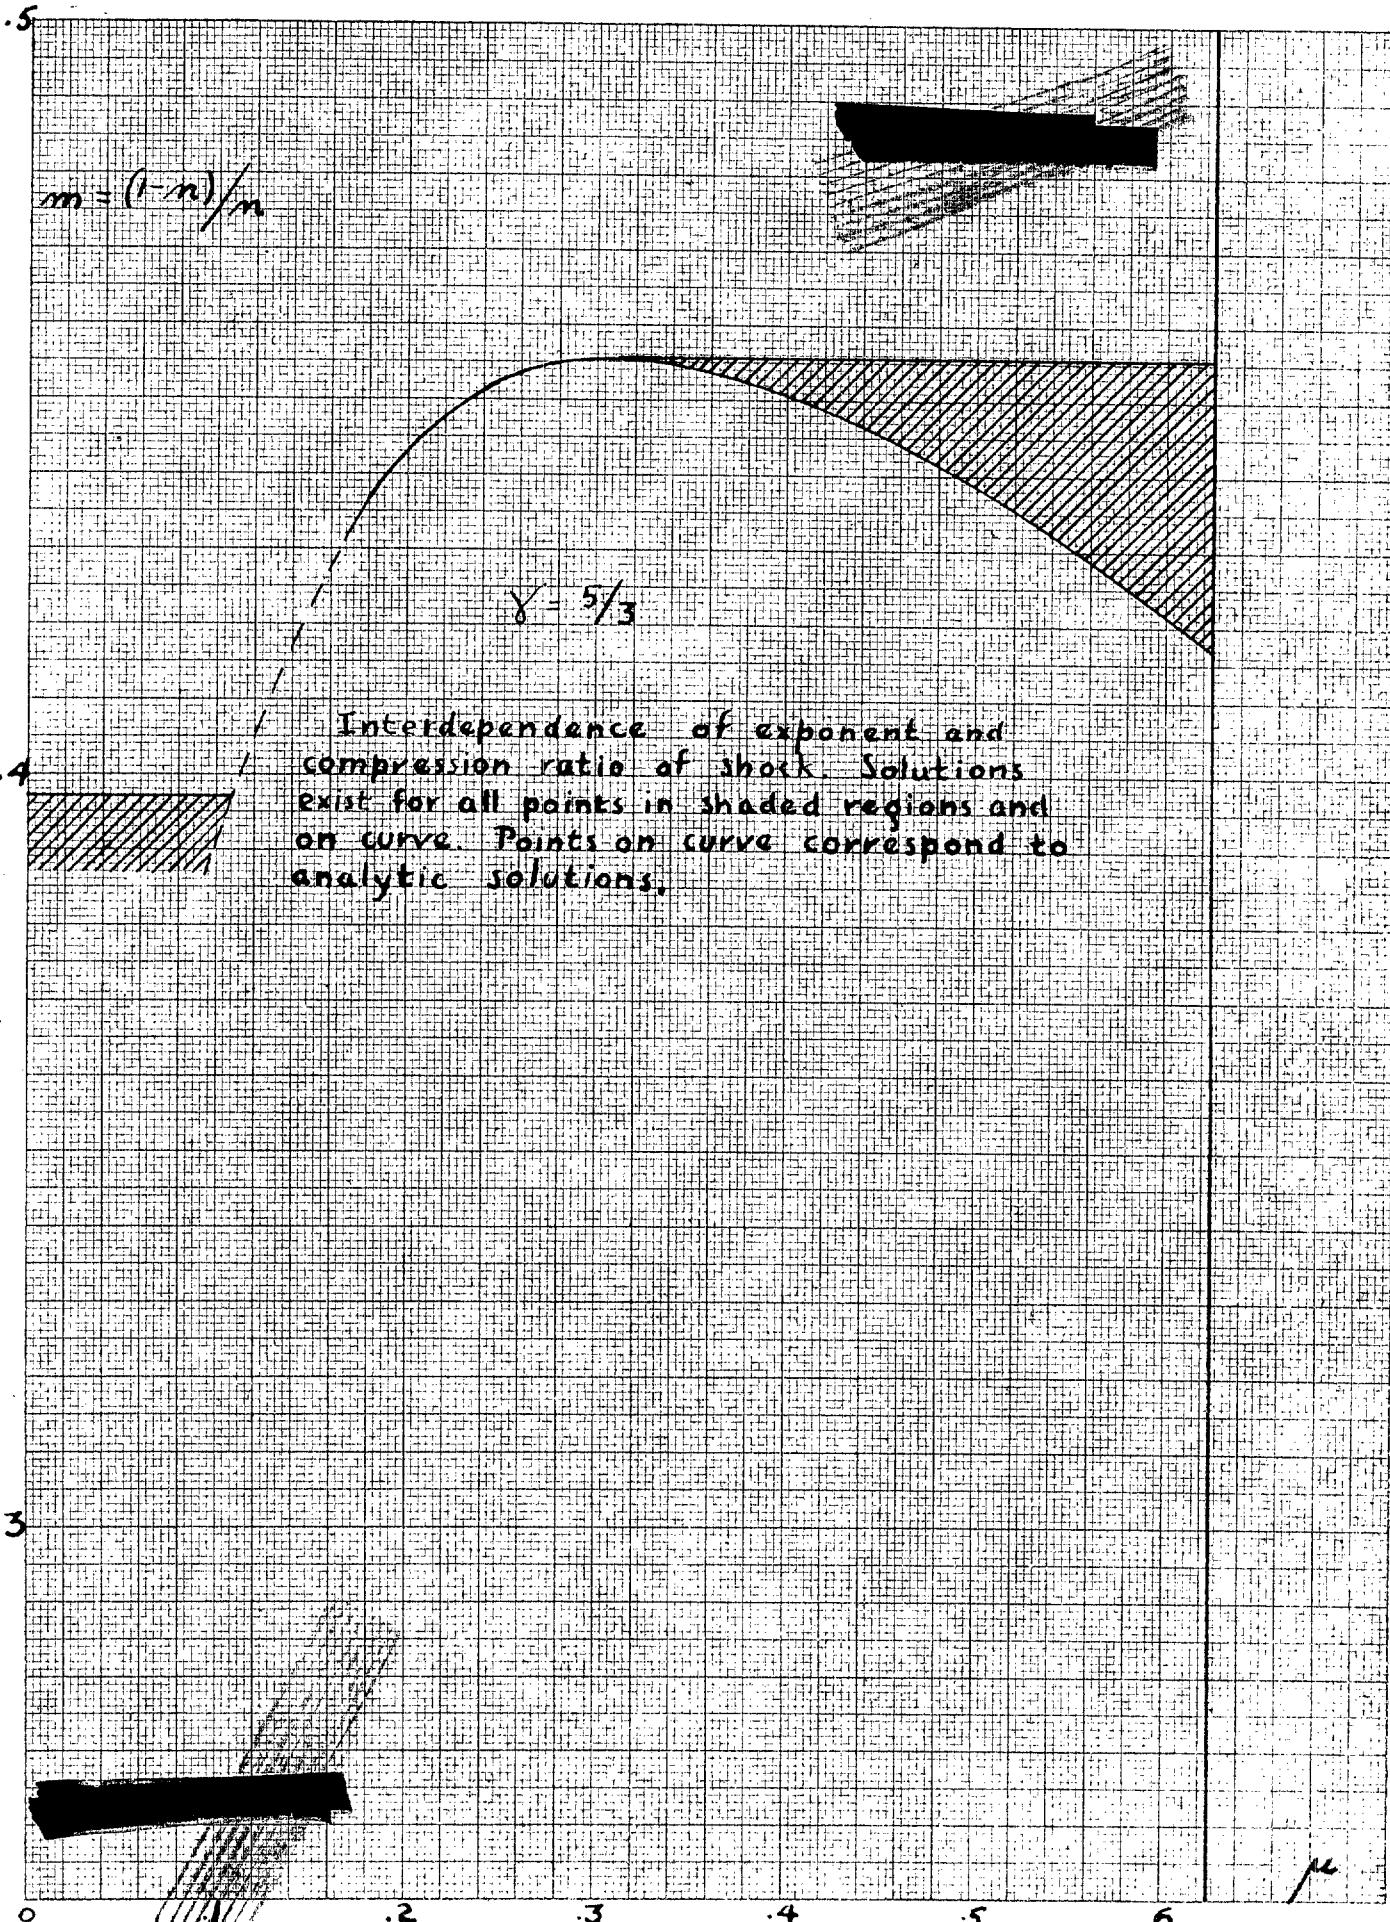 .5
m = (1-n)/n
γ = 5/3
Interdependence of exponent and
.4
compression ratio of shock. Solutions
exist for all points in shaded regions and
on curve. Points on curve correspond to
analytic solutions.
3
μ
0 .1 .2 .3 .4 .5 .6